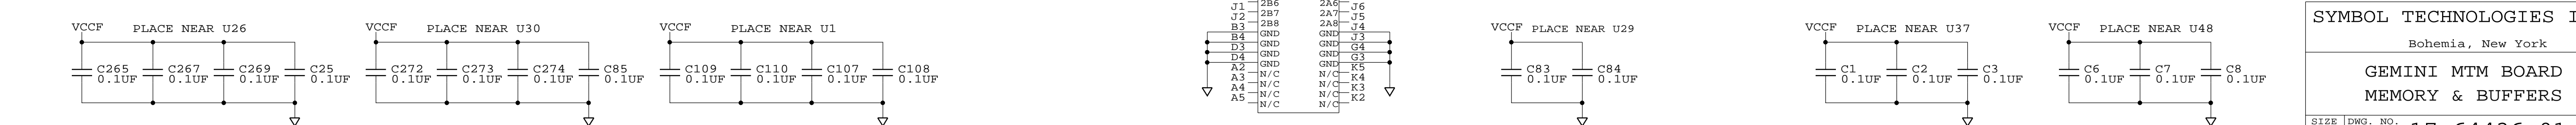 VCCF PLACE NEAR U26
C265 0.1UF
C267 0.1UF
C269 0.1UF
C25 0.1UF
VCCF PLACE NEAR U30
C272 0.1UF
C273 0.1UF
C274 0.1UF
C85 0.1UF
VCCF PLACE NEAR U1
C109 0.1UF
C110 0.1UF
C107 0.1UF
C108 0.1UF
J1 2B6 2A6 J6
J2 2B7 2A7 J5
B3 2B8 2A8 J4
B4 GND GND J3
D3 GND GND G4
D4 GND GND G3
GND GND
A2 N/C N/C K5
A3 N/C N/C K4
A4 N/C N/C K3
A5 N/C N/C K2
VCCF PLACE NEAR U29
C83 0.1UF
C84 0.1UF
VCCF PLACE NEAR U37
C1 0.1UF
C2 0.1UF
C3 0.1UF
VCCF PLACE NEAR U48
C6 0.1UF
C7 0.1UF
C8 0.1UF
SYMBOL TECHNOLOGIES I
Bohemia, New York
GEMINI MTM BOARD
MEMORY & BUFFERS
SIZE DWG. NO.